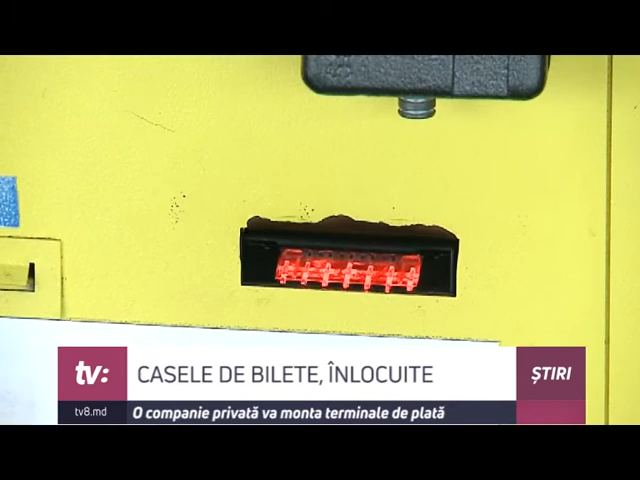 tv:
CASELE DE BILETE, ÎNLOCUITE
ȘTIRI
tv8.md
O companie privată va monta terminale de plată